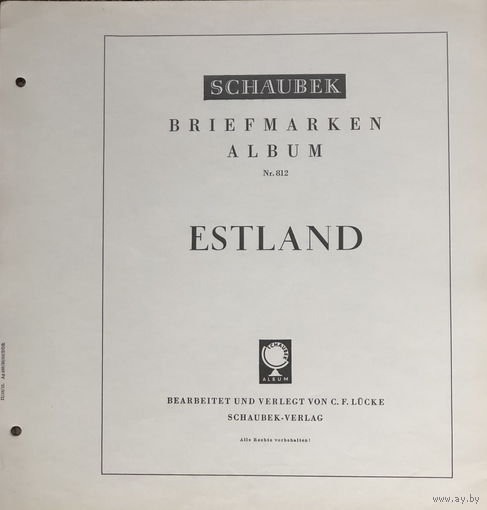 SCHAUBEK
BRIEFMARKEN
ALBUM
Nr. 812
ESTLAND
SCHAUBEK
ALBUM
BEARBEITET UND VERLEGT VON C. F. LÜCKE
SCHAUBEK-VERLAG
Alle Rechte vorbehalten!
www.ay.by